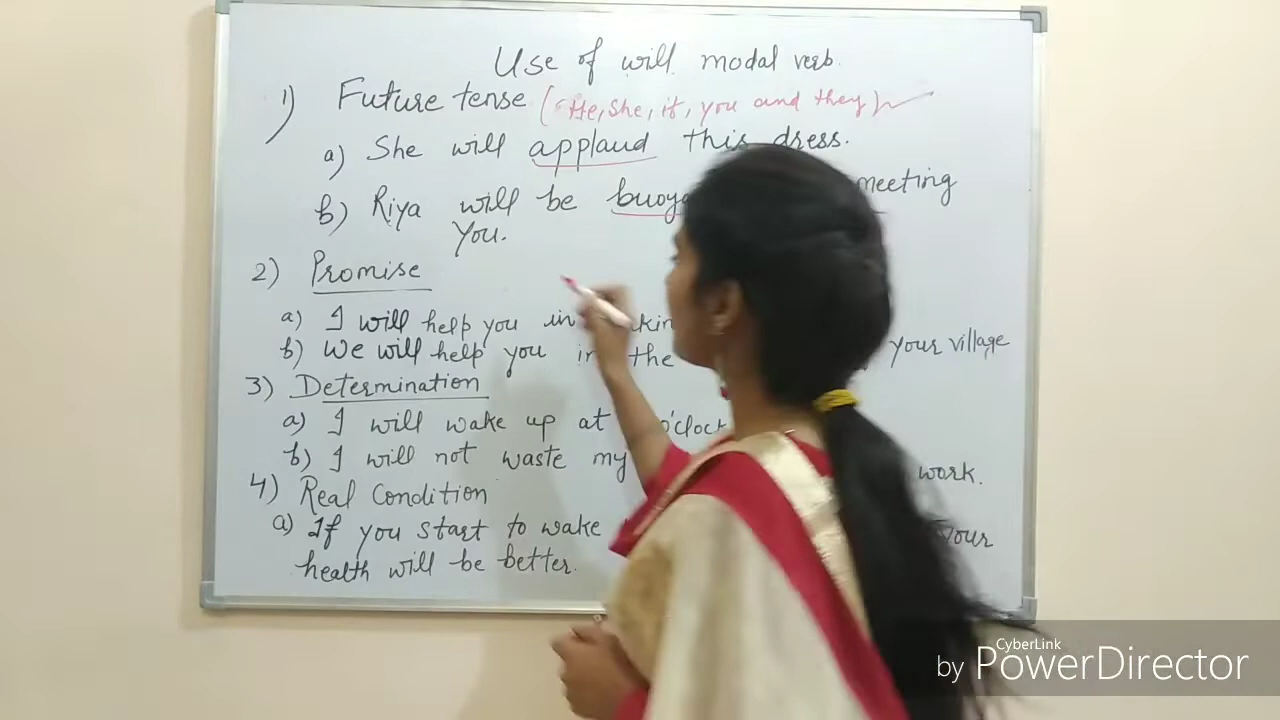 Use of will modal verb.
1) Future tense (He, She, it, you and they)
a) She will applaud this dress.
b) Riya will be meeting
you.
2) Promise
a) I will help you in
b) We will help you in the your village
3) Determination
a) I will wake up at o'clock
b) I will not waste my work.
4) Real Condition
a) If you start to wake your
health will be better.
CyberLink
by PowerDirector